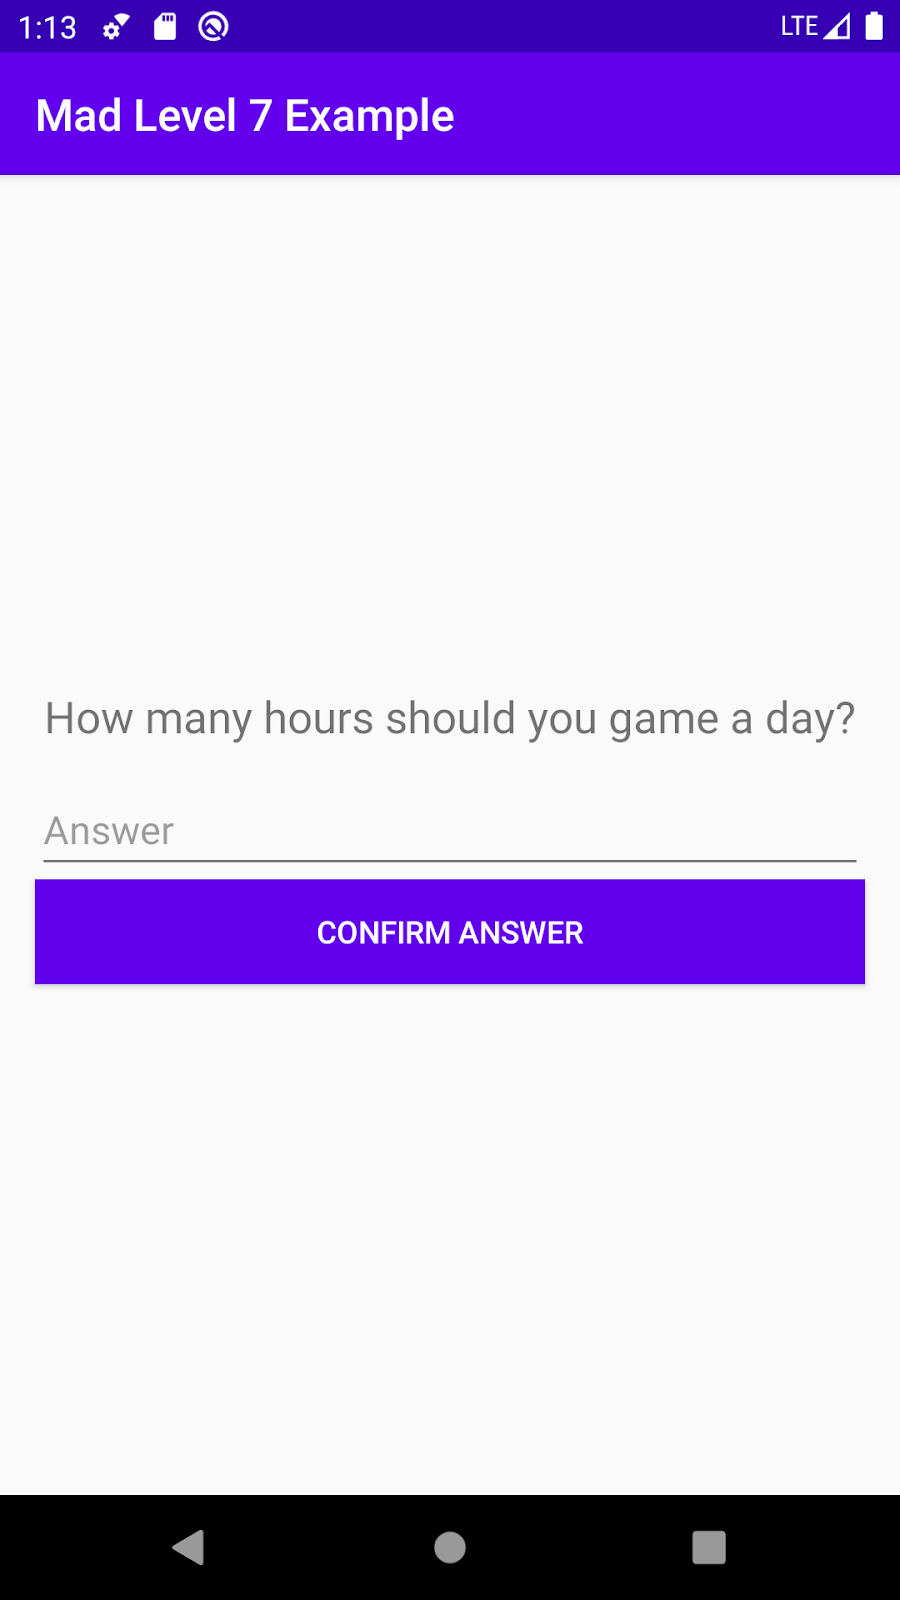 1:13 LTE
Mad Level 7 Example
How many hours should you game a day?
Answer
CONFIRM ANSWER